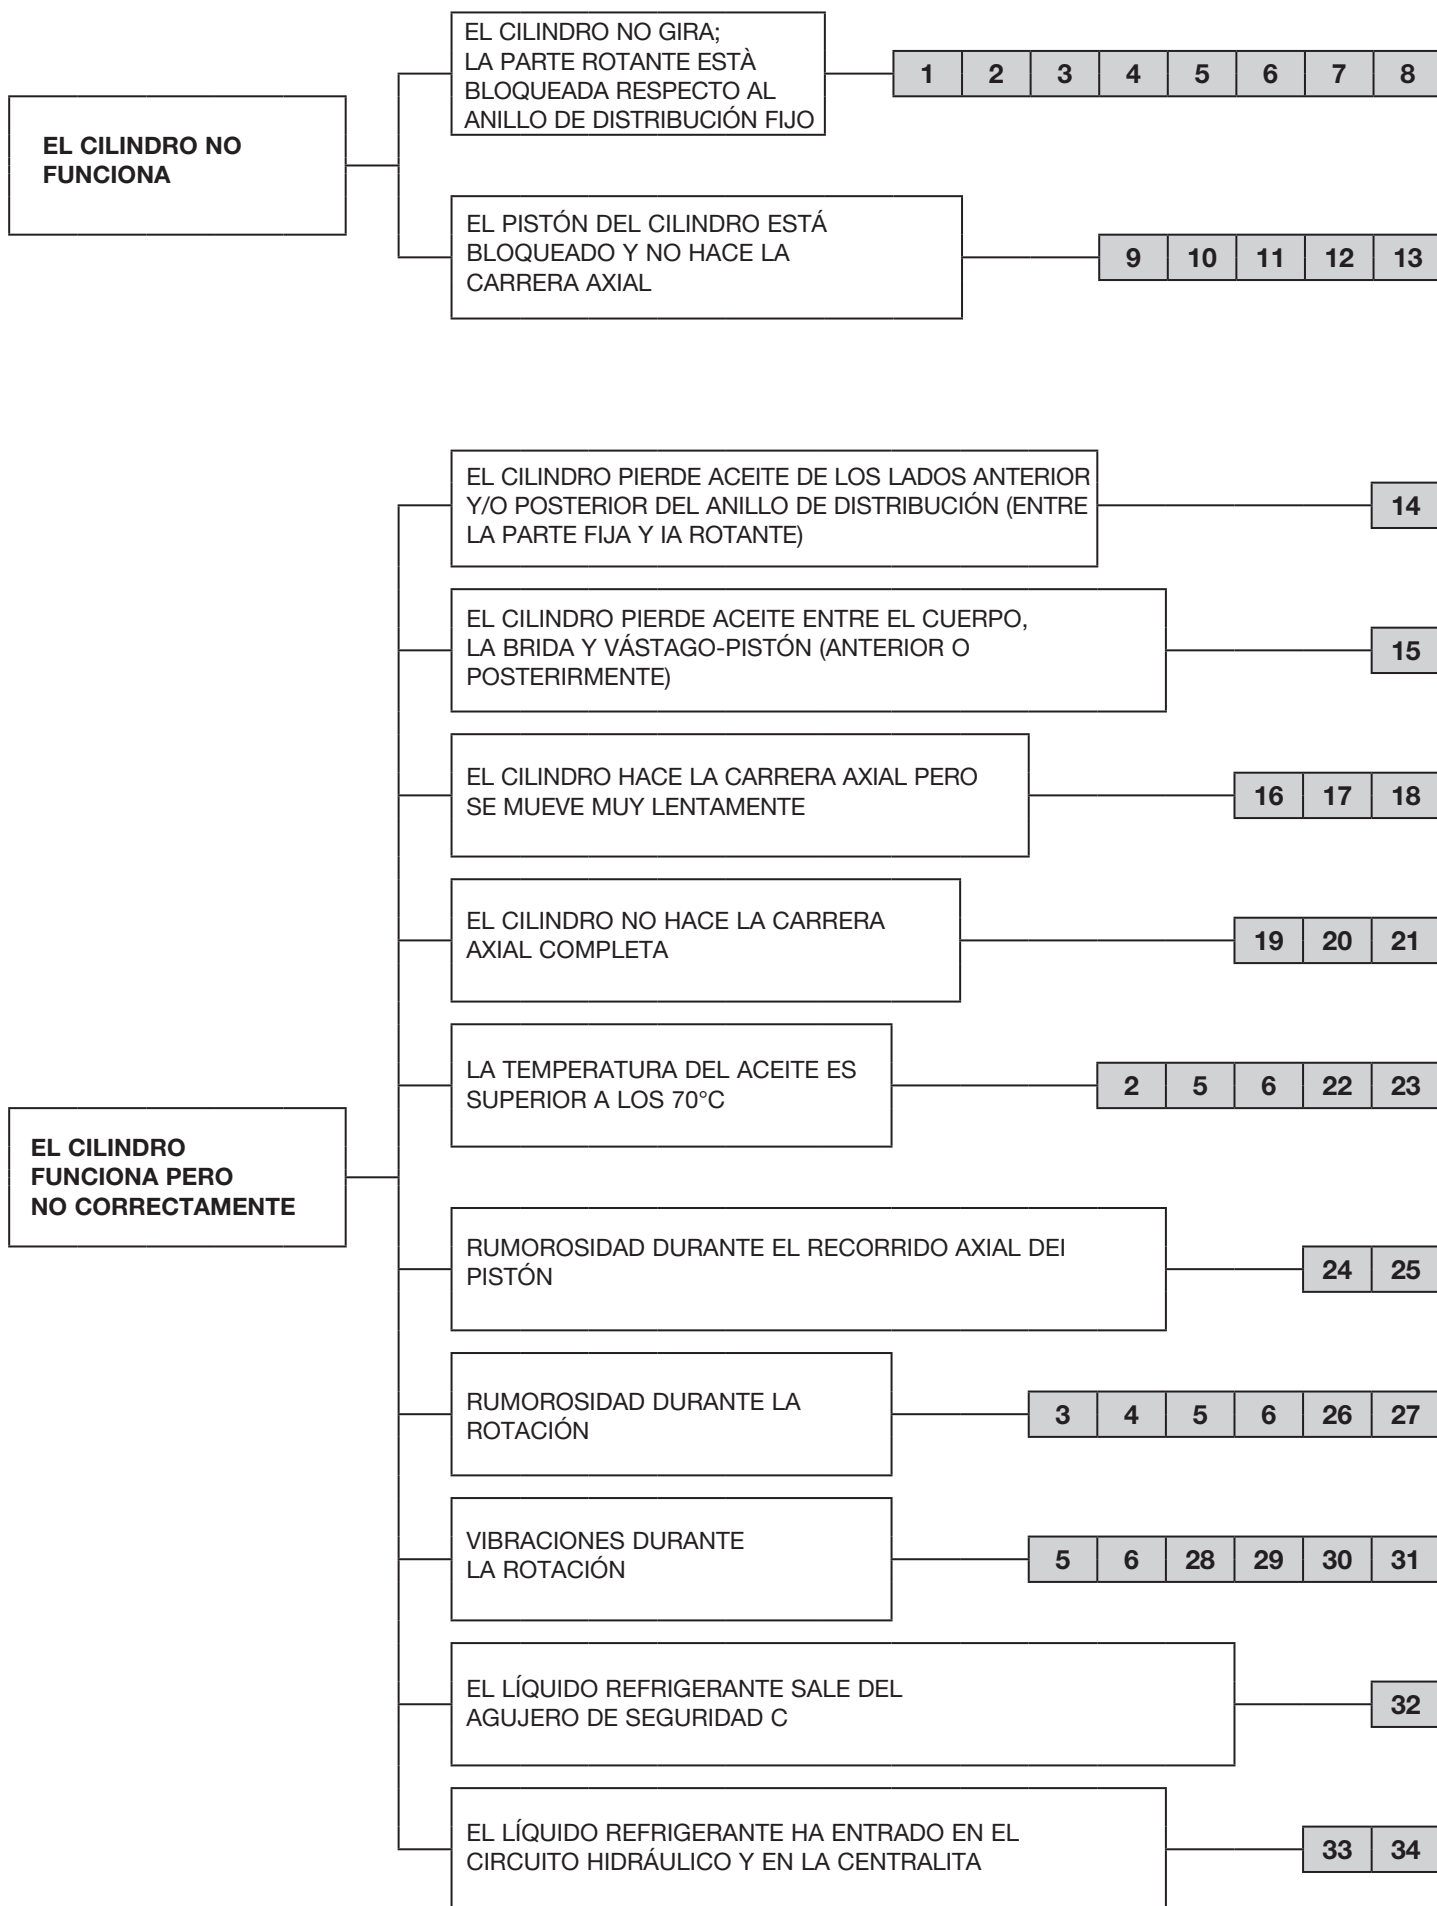 EL CILINDRO NO GIRA;
LA PARTE ROTANTE ESTÀ
BLOQUEADA RESPECTO AL
ANILLO DE DISTRIBUCIÓN FIJO
1 2 3 4 5 6 7 8
EL CILINDRO NO
FUNCIONA
EL PISTÓN DEL CILINDRO ESTÁ
BLOQUEADO Y NO HACE LA
CARRERA AXIAL
9 10 11 12 13
EL CILINDRO PIERDE ACEITE DE LOS LADOS ANTERIOR
Y/O POSTERIOR DEL ANILLO DE DISTRIBUCIÓN (ENTRE
LA PARTE FIJA Y IA ROTANTE)
14
EL CILINDRO PIERDE ACEITE ENTRE EL CUERPO,
LA BRIDA Y VÁSTAGO-PISTÓN (ANTERIOR O
POSTERIRMENTE)
15
EL CILINDRO HACE LA CARRERA AXIAL PERO
SE MUEVE MUY LENTAMENTE
16 17 18
EL CILINDRO NO HACE LA CARRERA
AXIAL COMPLETA
19 20 21
LA TEMPERATURA DEL ACEITE ES
SUPERIOR A LOS 70°C
2 5 6 22 23
EL CILINDRO
FUNCIONA PERO
NO CORRECTAMENTE
RUMOROSIDAD DURANTE EL RECORRIDO AXIAL DEI
PISTÓN
24 25
RUMOROSIDAD DURANTE LA
ROTACIÓN
3 4 5 6 26 27
VIBRACIONES DURANTE
LA ROTACIÓN
5 6 28 29 30 31
EL LÍQUIDO REFRIGERANTE SALE DEL
AGUJERO DE SEGURIDAD C
32
EL LÍQUIDO REFRIGERANTE HA ENTRADO EN EL
CIRCUITO HIDRÁULICO Y EN LA CENTRALITA
33 34